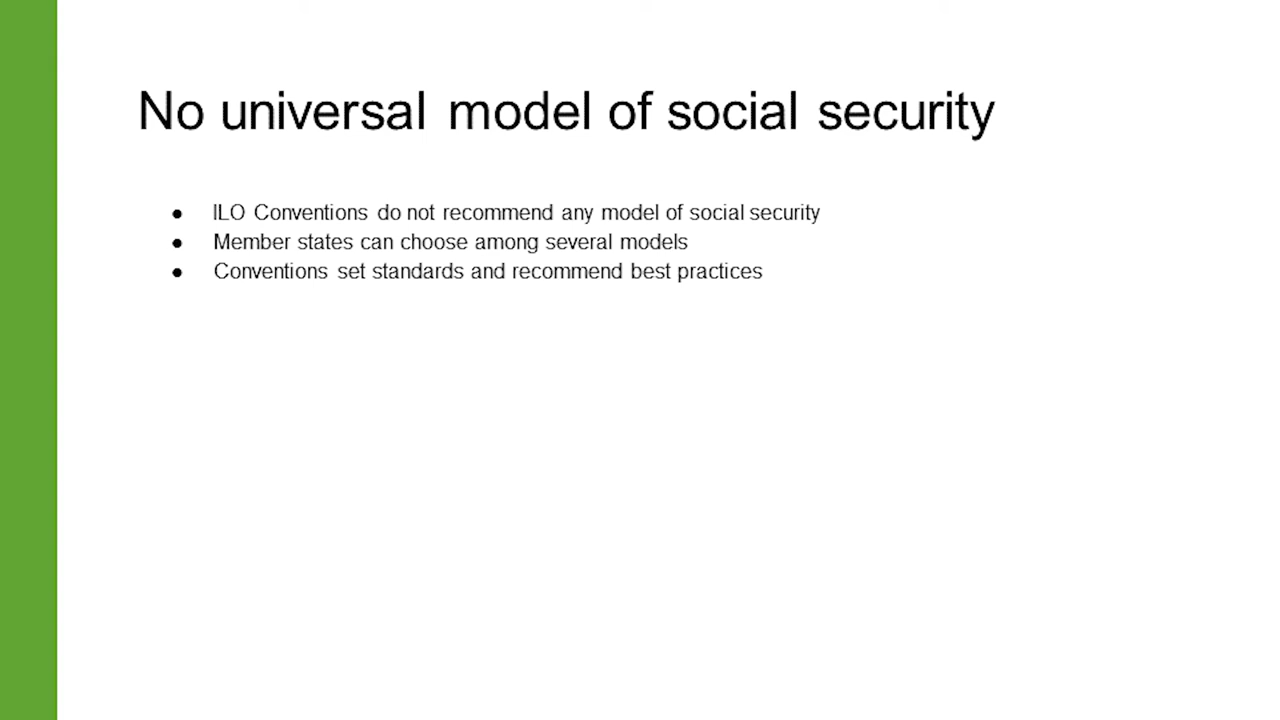 No universal model of social security
● ILO Conventions do not recommend any model of social security
● Member states can choose among several models
● Conventions set standards and recommend best practices